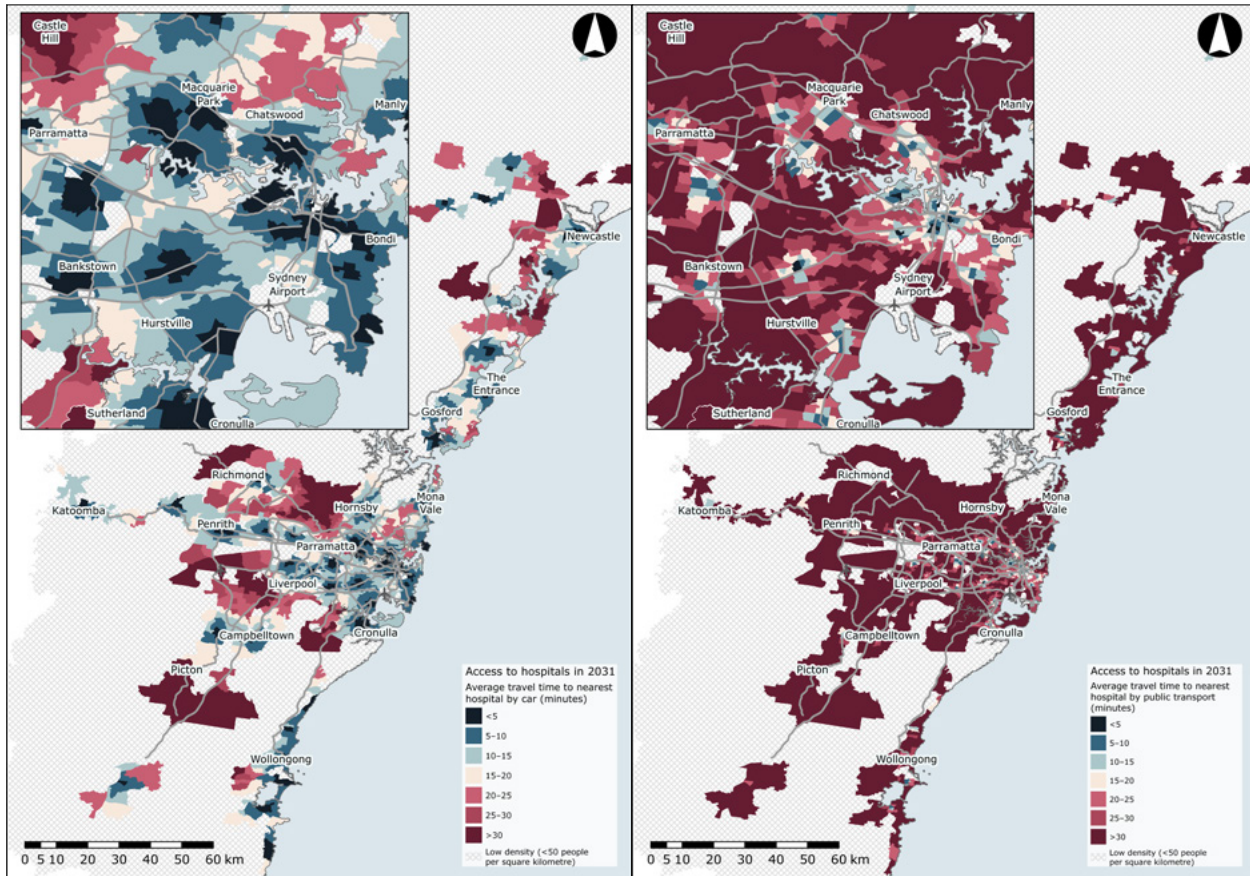 Castle
Hill
Macquarie
Park
Chatswood
Manly
Parramatta
Bondi
Bankstown
Sydney
Airport
Hurstville
Sutherland
Cronulla
Newcastle
The
Entrance
Gosford
Richmond
Hornsby
Mona
Vale
Katoomba
Penrith
Parramatta
Liverpool
Campbelltown
Cronulla
Picton
Wollongong
Access to hospitals in 2031
Average travel time to nearest
hospital by car (minutes)
<5
5–10
10–15
15–20
20–25
25–30
>30
Low density (<50 people
per square kilometre)
0 5 10 20 30 40 50 60 km
Castle
Hill
Macquarie
Park
Chatswood
Manly
Parramatta
Bondi
Bankstown
Sydney
Airport
Hurstville
Sutherland
Cronulla
Newcastle
The
Entrance
Gosford
Richmond
Hornsby
Mona
Vale
Katoomba
Penrith
Parramatta
Liverpool
Campbelltown
Cronulla
Picton
Wollongong
Access to hospitals in 2031
Average travel time to nearest
hospital by public transport
(minutes)
<5
5–10
10–15
15–20
20–25
25–30
>30
Low density (<50 people
per square kilometre)
0 5 10 20 30 40 50 60 km